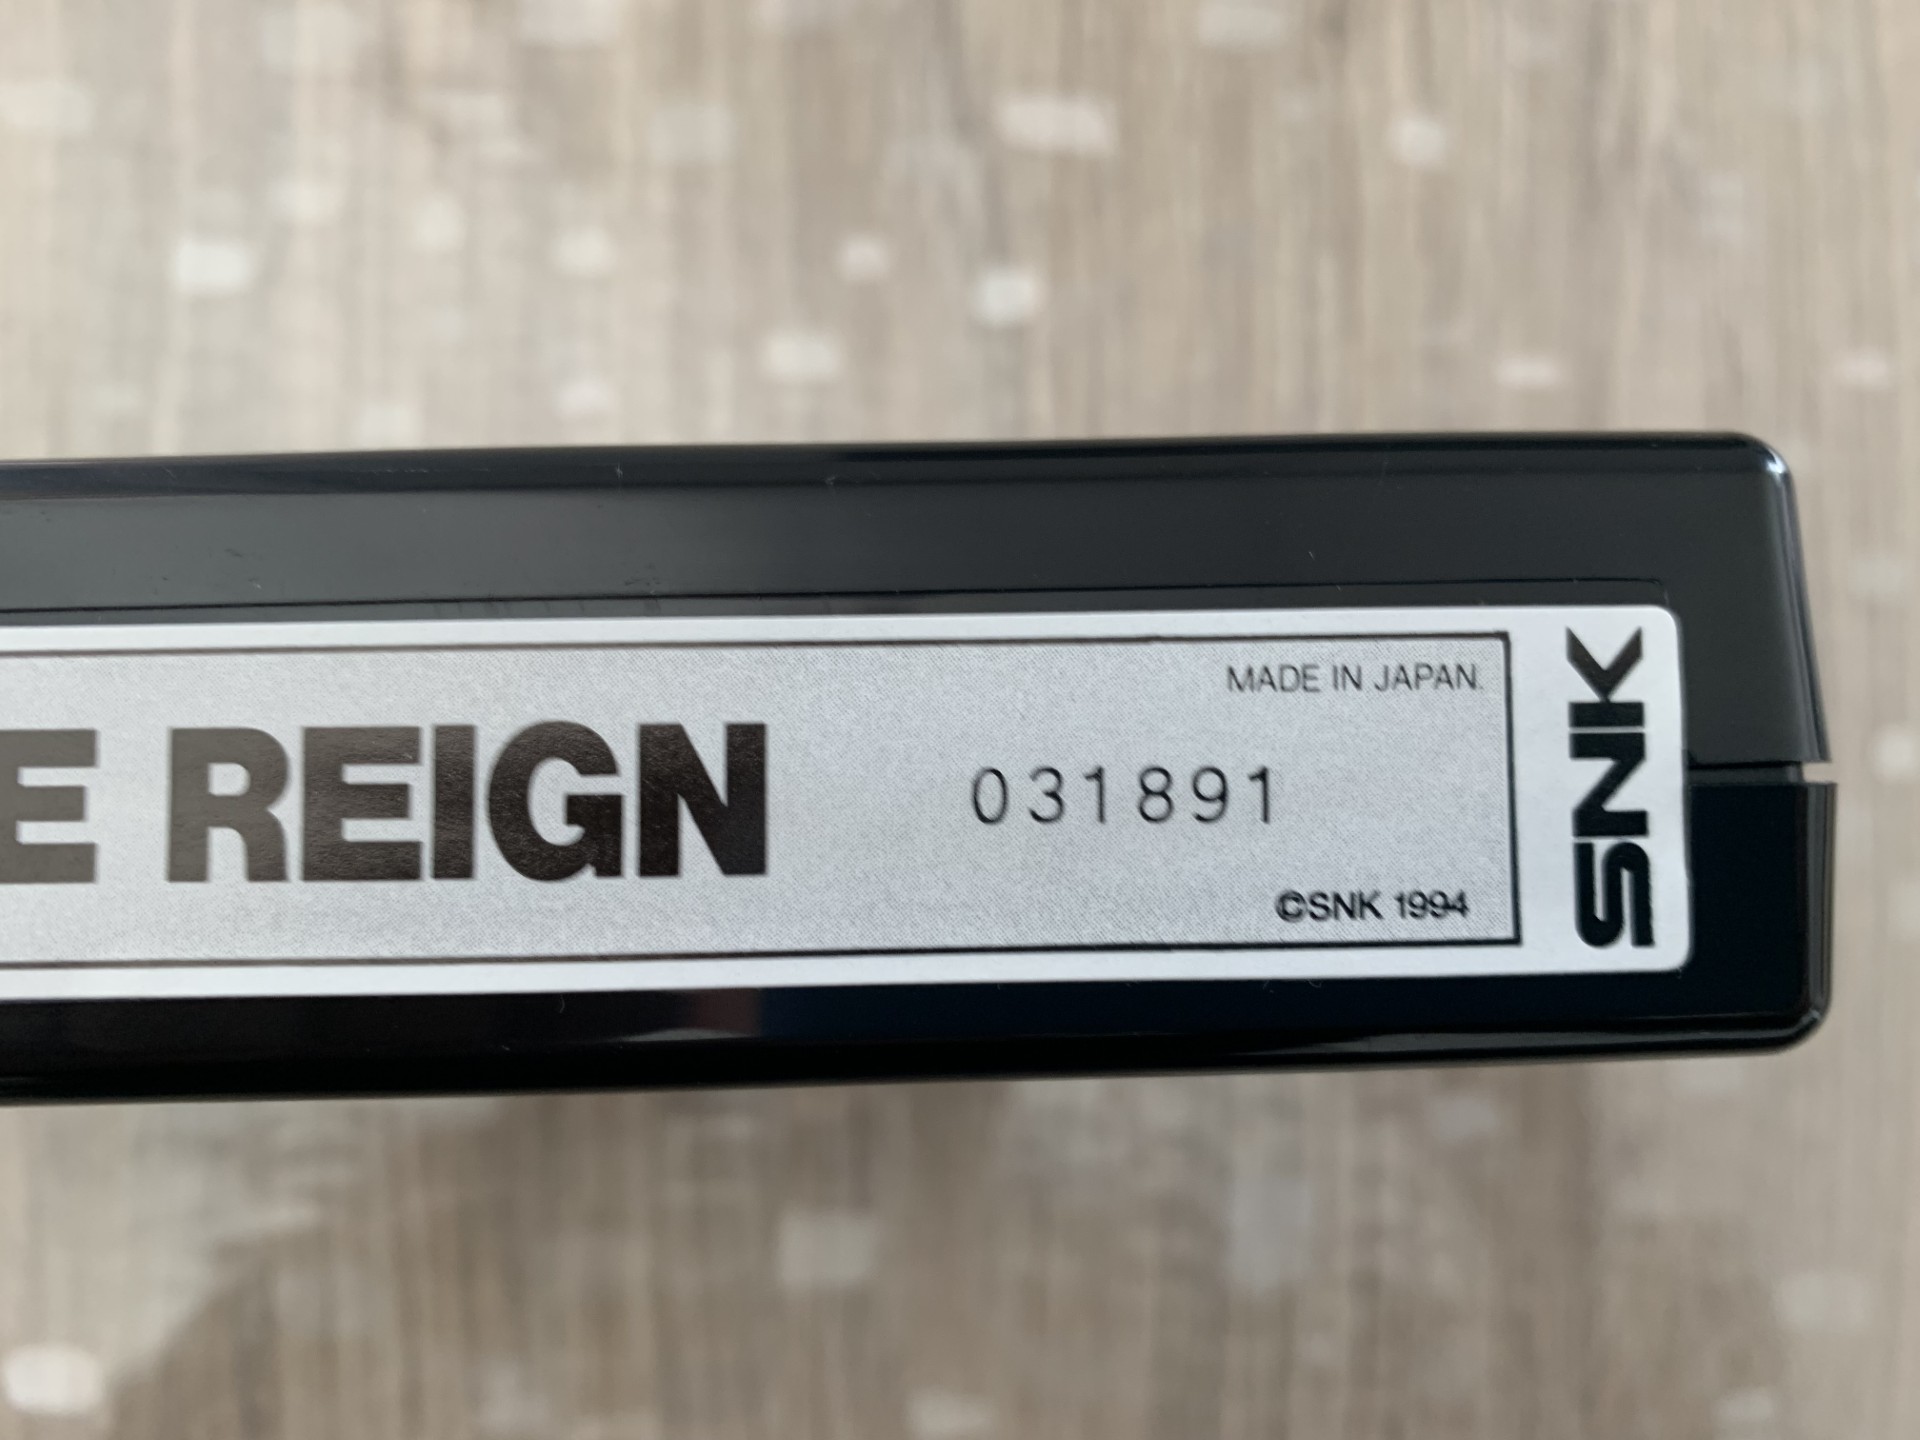 MADE IN JAPAN.
E REIGN
031891
©SNK 1994
SNK